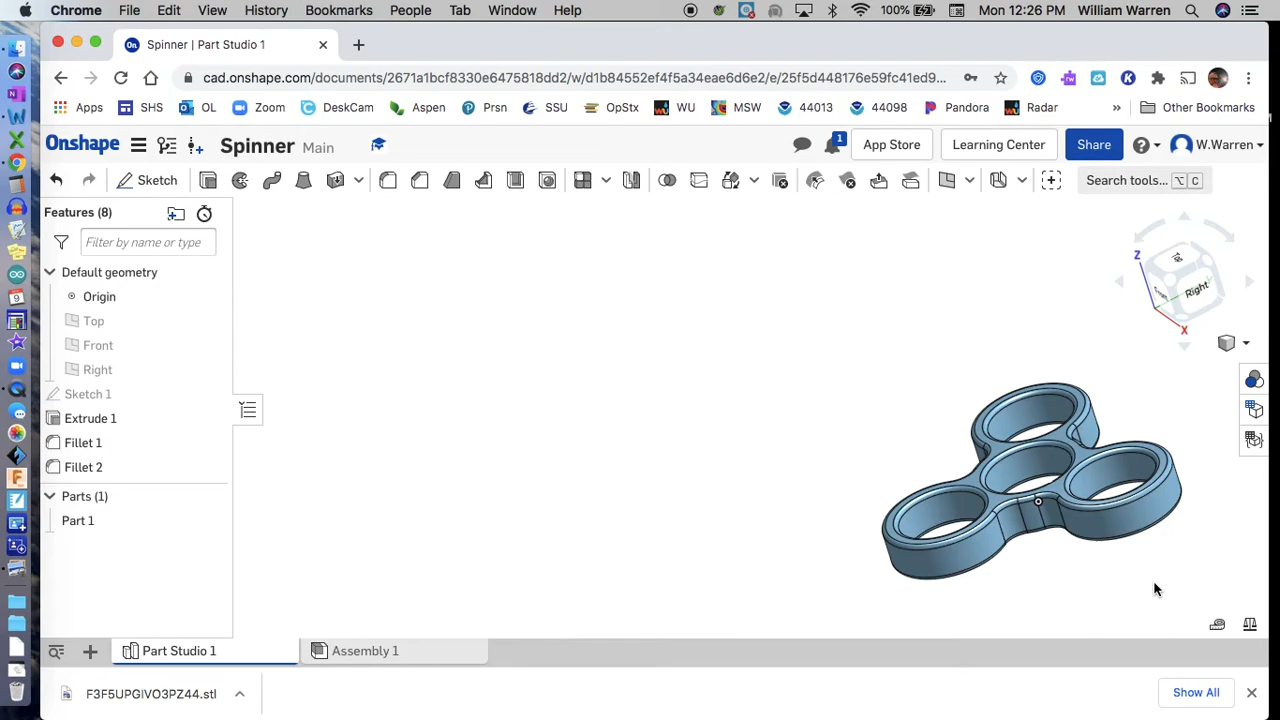 Chrome File Edit View History Bookmarks People Tab Window Help 100% Mon 12:26 PM William Warren
On Spinner | Part Studio 1
cad.onshape.com/documents/2671a1bcf8330e6475818dd2/w/d1b84552ef4f5a34eae6d6e2/e/25f5d448176e59fc41ed9...
Apps SHS OL Zoom DeskCam Aspen Prsn SSU OpStx WU MSW 44013 44098 Pandora Radar » Other Bookmarks
Onshape Spinner Main 1 App Store Learning Center Share W.Warren
Sketch Search tools... ⌥ C
Features (8)
Filter by name or type
Default geometry
Origin
Top
Front
Right
Sketch 1
Extrude 1
Fillet 1
Fillet 2
Parts (1)
Part 1
Z
Right
X
Part Studio 1 Assembly 1
F3F5UPGIVO3PZ44.stl Show All